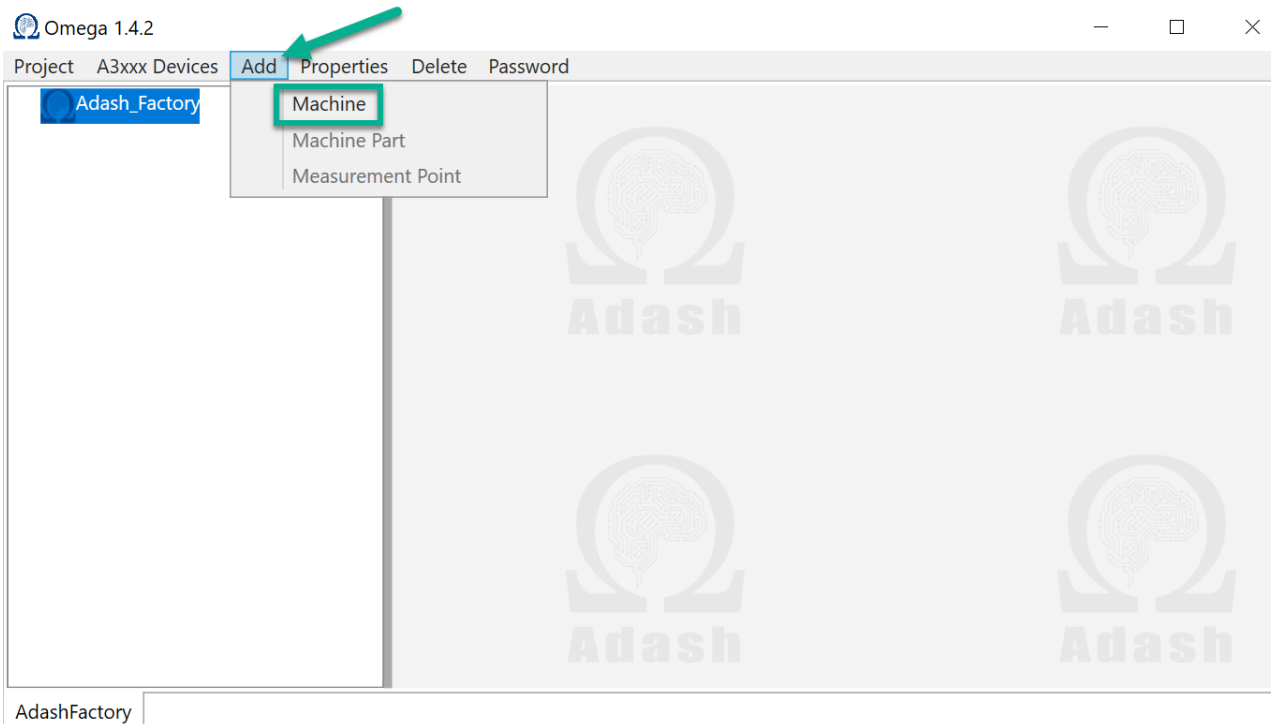 Omega 1.4.2
Project A3xxx Devices Add Properties Delete Password
Adash_Factory
Machine
Machine Part
Measurement Point
Adash Adash
Adash Adash
AdashFactory